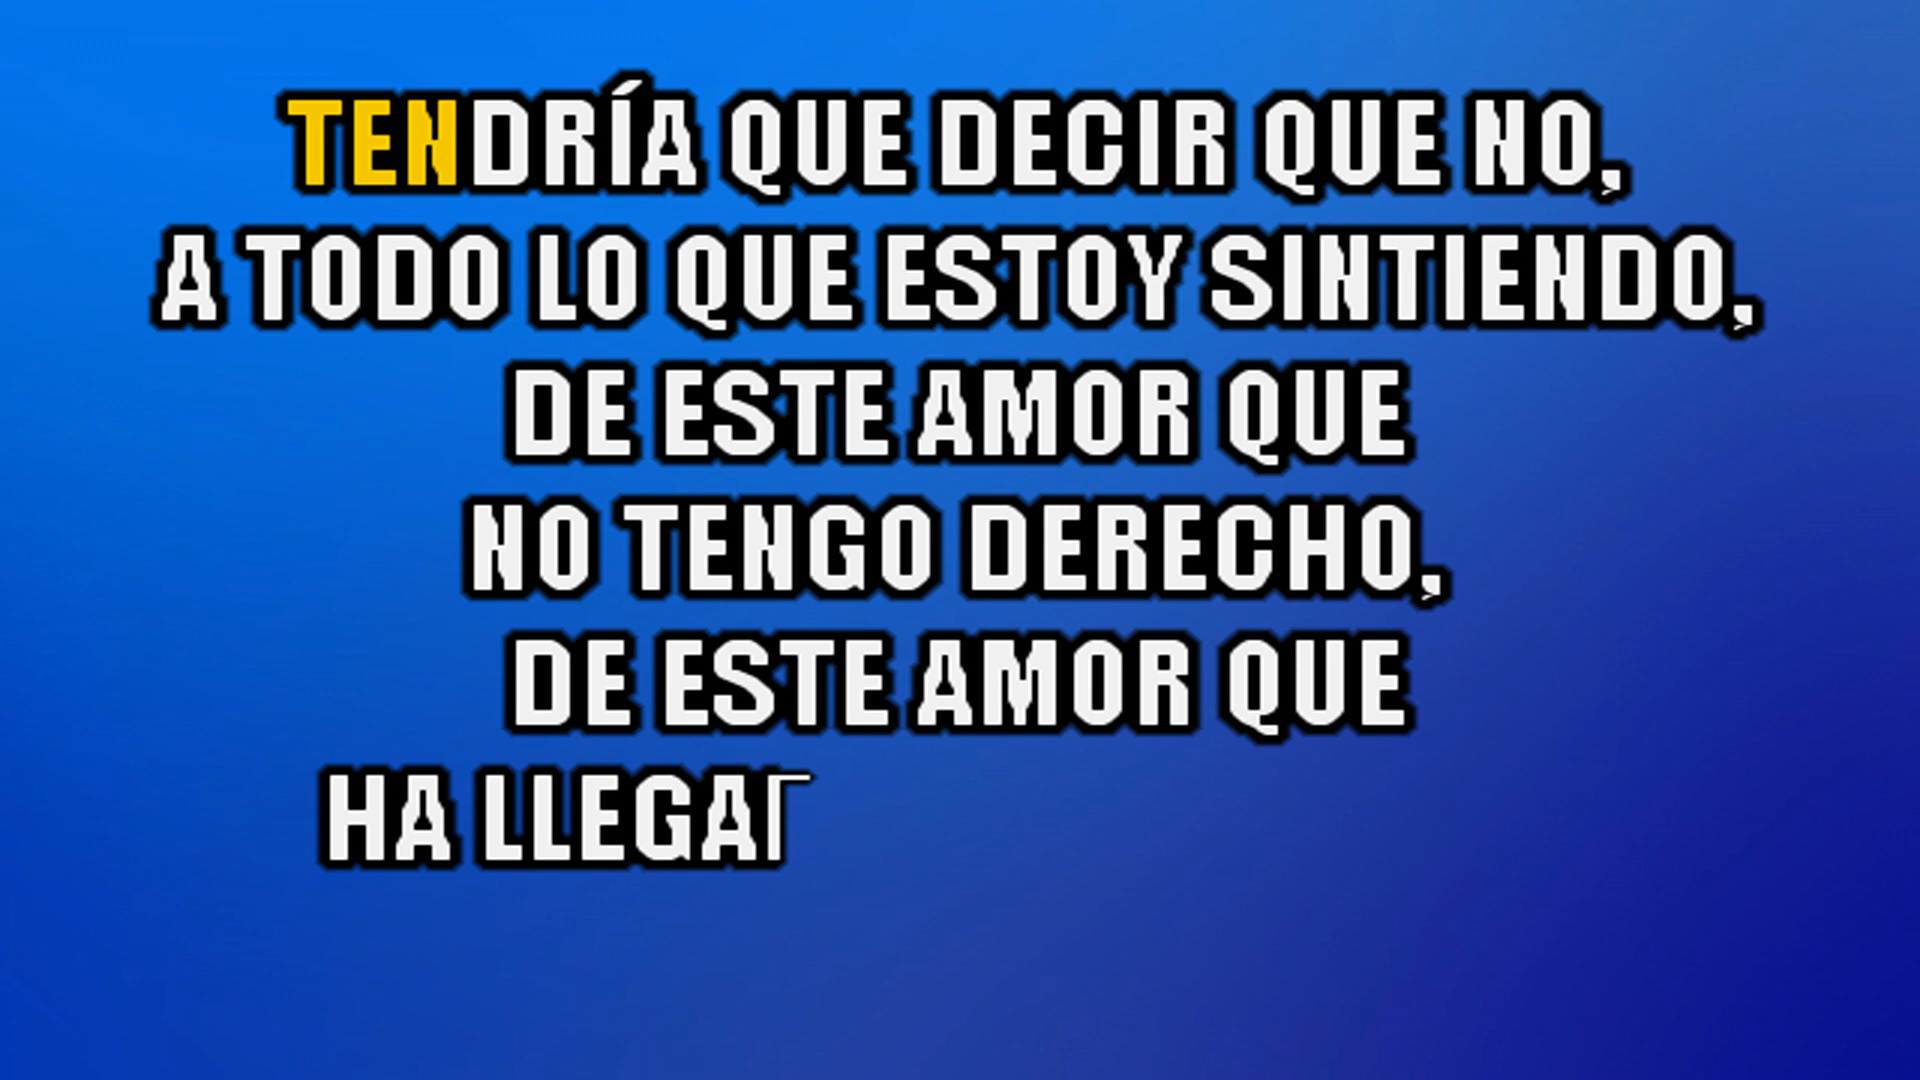 TENDRÍA QUE DECIR QUE NO,
A TODO LO QUE ESTOY SINTIENDO,
DE ESTE AMOR QUE
NO TENGO DERECHO,
DE ESTE AMOR QUE
HA